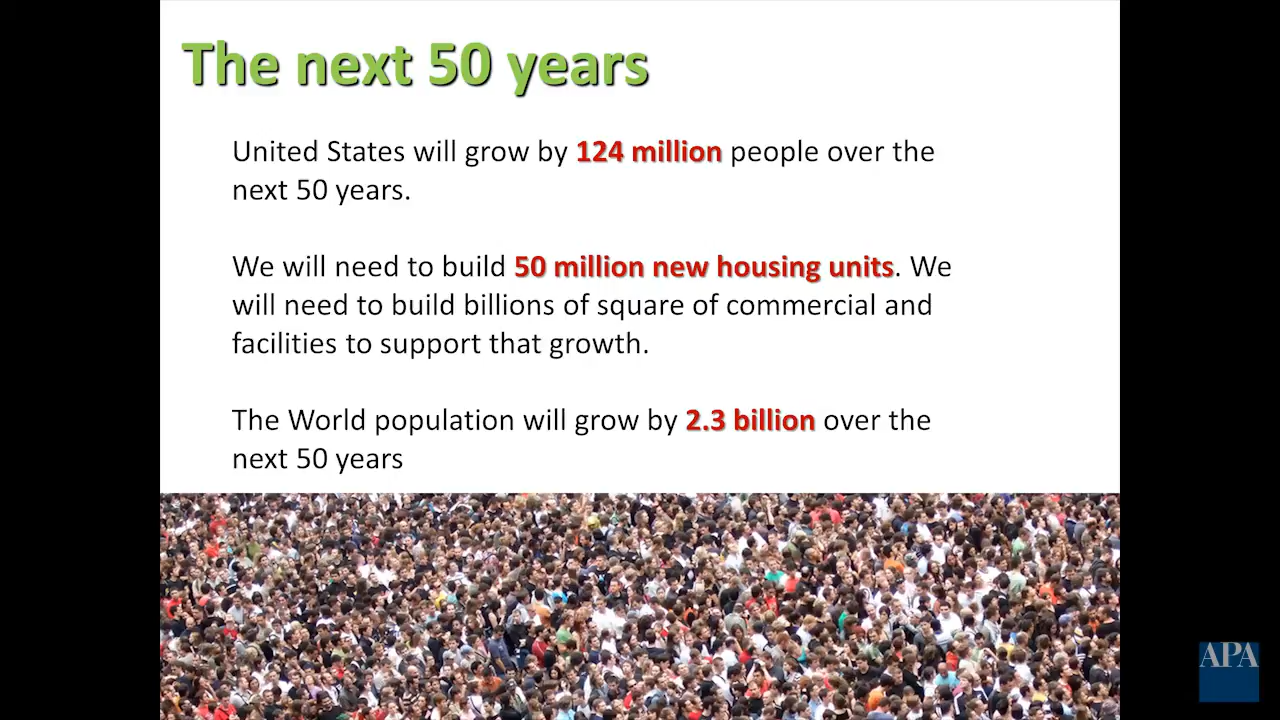 The next 50 years
United States will grow by 124 million people over the
next 50 years.
We will need to build 50 million new housing units. We
will need to build billions of square of commercial and
facilities to support that growth.
The World population will grow by 2.3 billion over the
next 50 years
APA